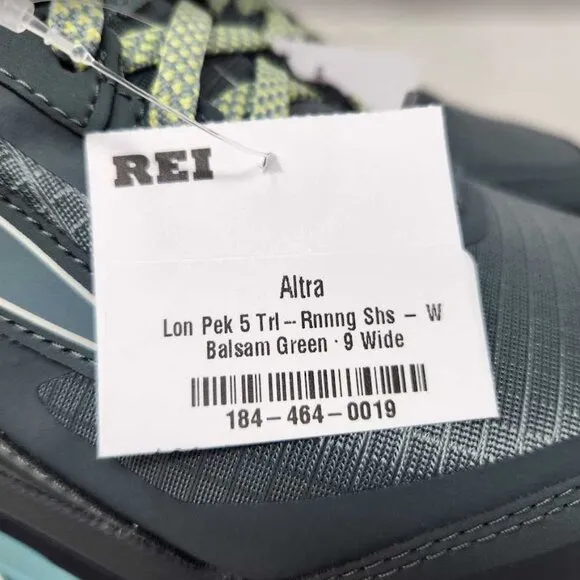 REI
Altra
Lon Pek 5 Trl - Rnnng Shs - W
Balsam Green · 9 Wide
184-464-0019